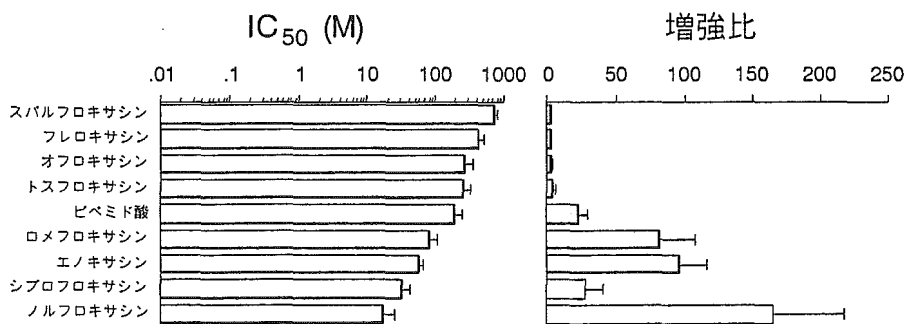 IC50 (M)
増強比
.01 .1 1 10 100 1000
0 50 100 150 200 250
スパルフロキサシン
フレロキサシン
オフロキサシン
トスフロキサシン
ピペミド酸
ロメフロキサシン
エノキサシン
シプロフロキサシン
ノルフロキサシン